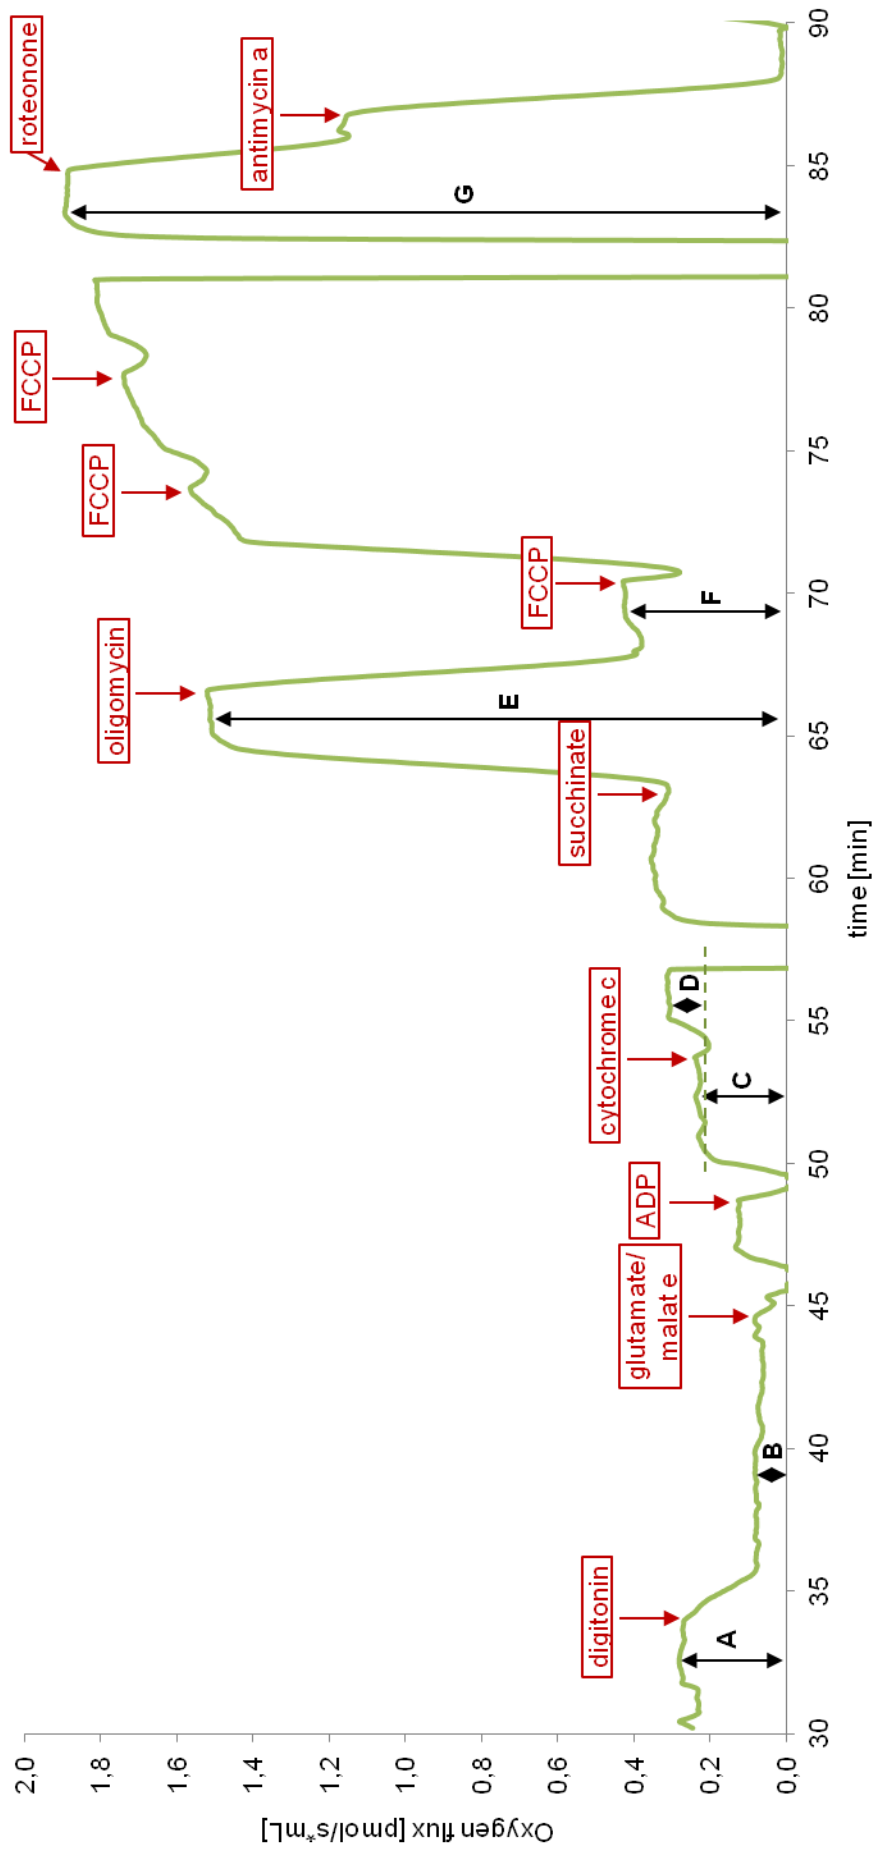 Oxygen flux [pmol/s*mL]
2,0
1,8
1,6
1,4
1,2
1,0
0,8
0,6
0,4
0,2
0,0
digitonin
glutamate/
malate
ADP
cytochrome c
succhinate
oligomycin
FCCP
FCCP
FCCP
roteonone
antimycin a
A
B
C
D
E
F
G
30
35
40
45
50
55
60
65
70
75
80
85
90
time [min]